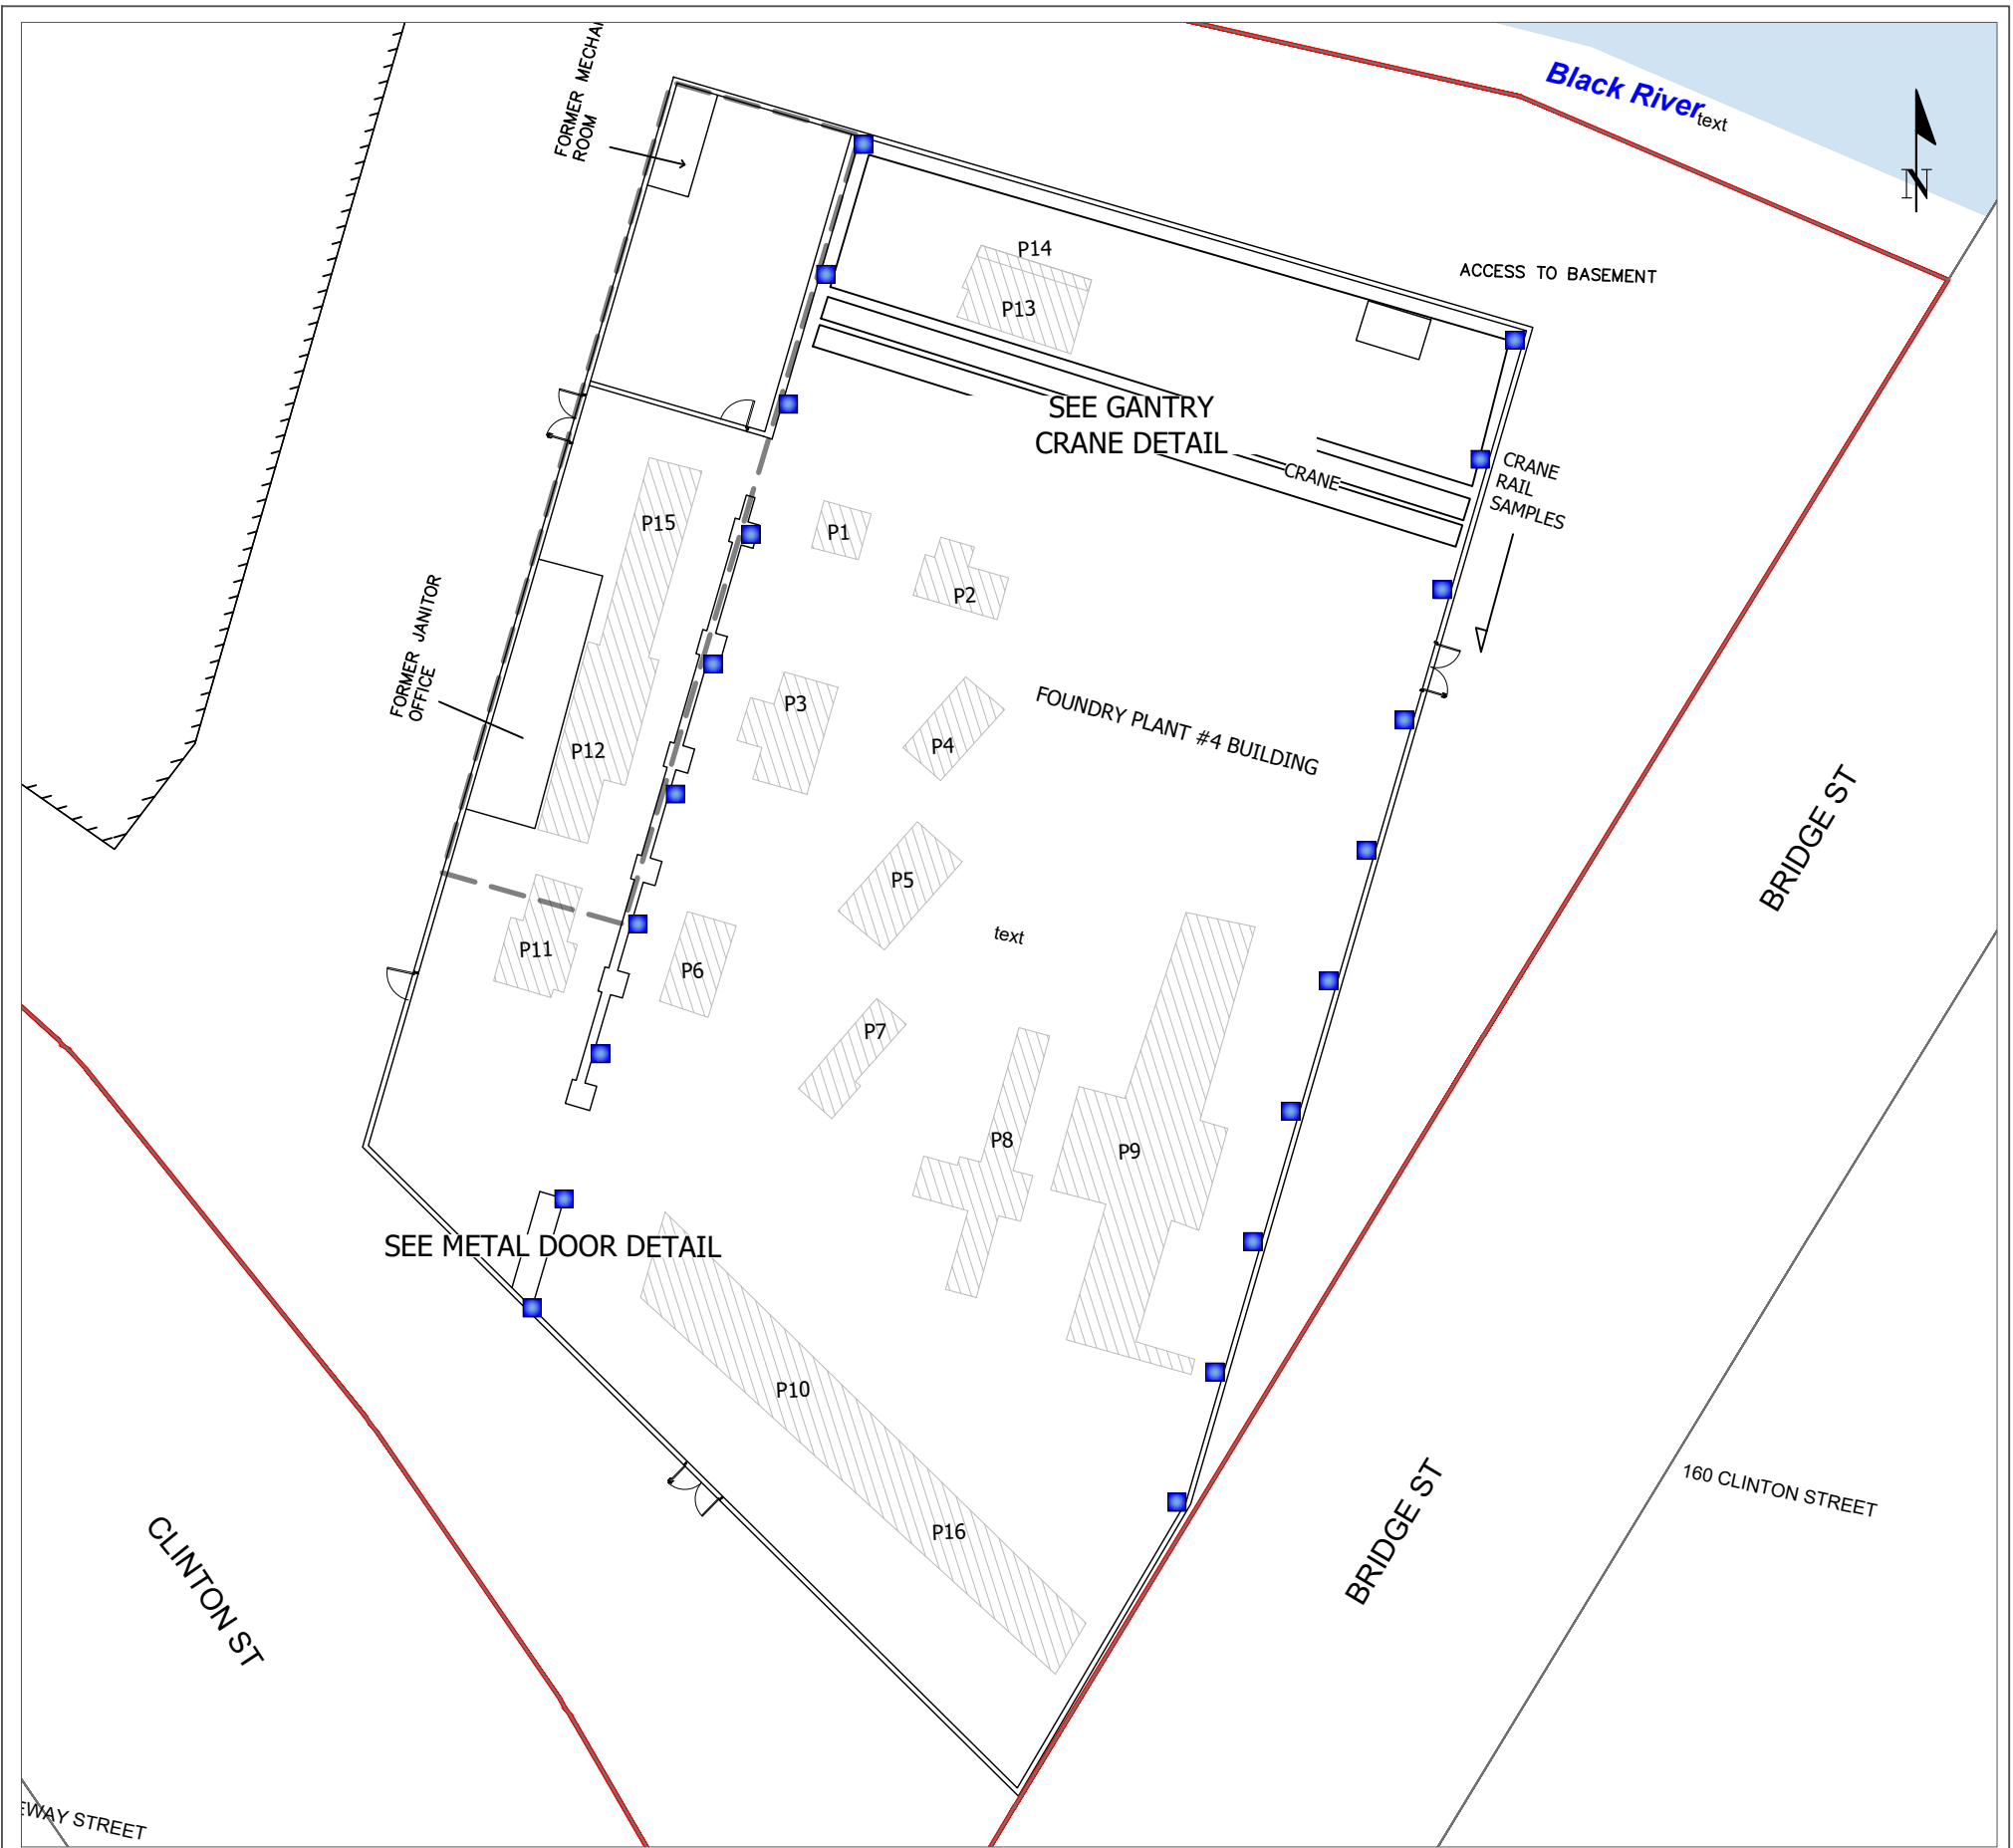 FORMER MECHA
ROOM
Black River
text
N
ACCESS TO BASEMENT
P14
P13
SEE GANTRY
CRANE DETAIL
CRANE
CRANE
RAIL
SAMPLES
P15
P1
P2
FORMER JANITOR
OFFICE
P3
P4
FOUNDRY PLANT #4 BUILDING
P12
BRIDGE ST
P5
text
P11
P6
P7
P8
P9
SEE METAL DOOR DETAIL
P10
P16
BRIDGE ST
160 CLINTON STREET
CLINTON ST
EWAY STREET